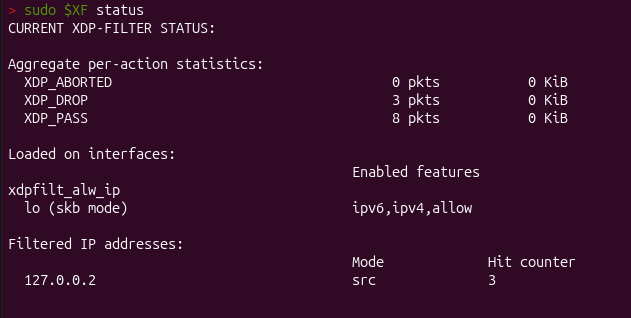 > sudo $XF status
CURRENT XDP-FILTER STATUS:
Aggregate per-action statistics:
XDP_ABORTED 0 pkts 0 KiB
XDP_DROP 3 pkts 0 KiB
XDP_PASS 8 pkts 0 KiB
Loaded on interfaces:
Enabled features
xdpfilt_alw_ip
lo (skb mode) ipv6,ipv4,allow
Filtered IP addresses:
Mode Hit counter
127.0.0.2 src 3